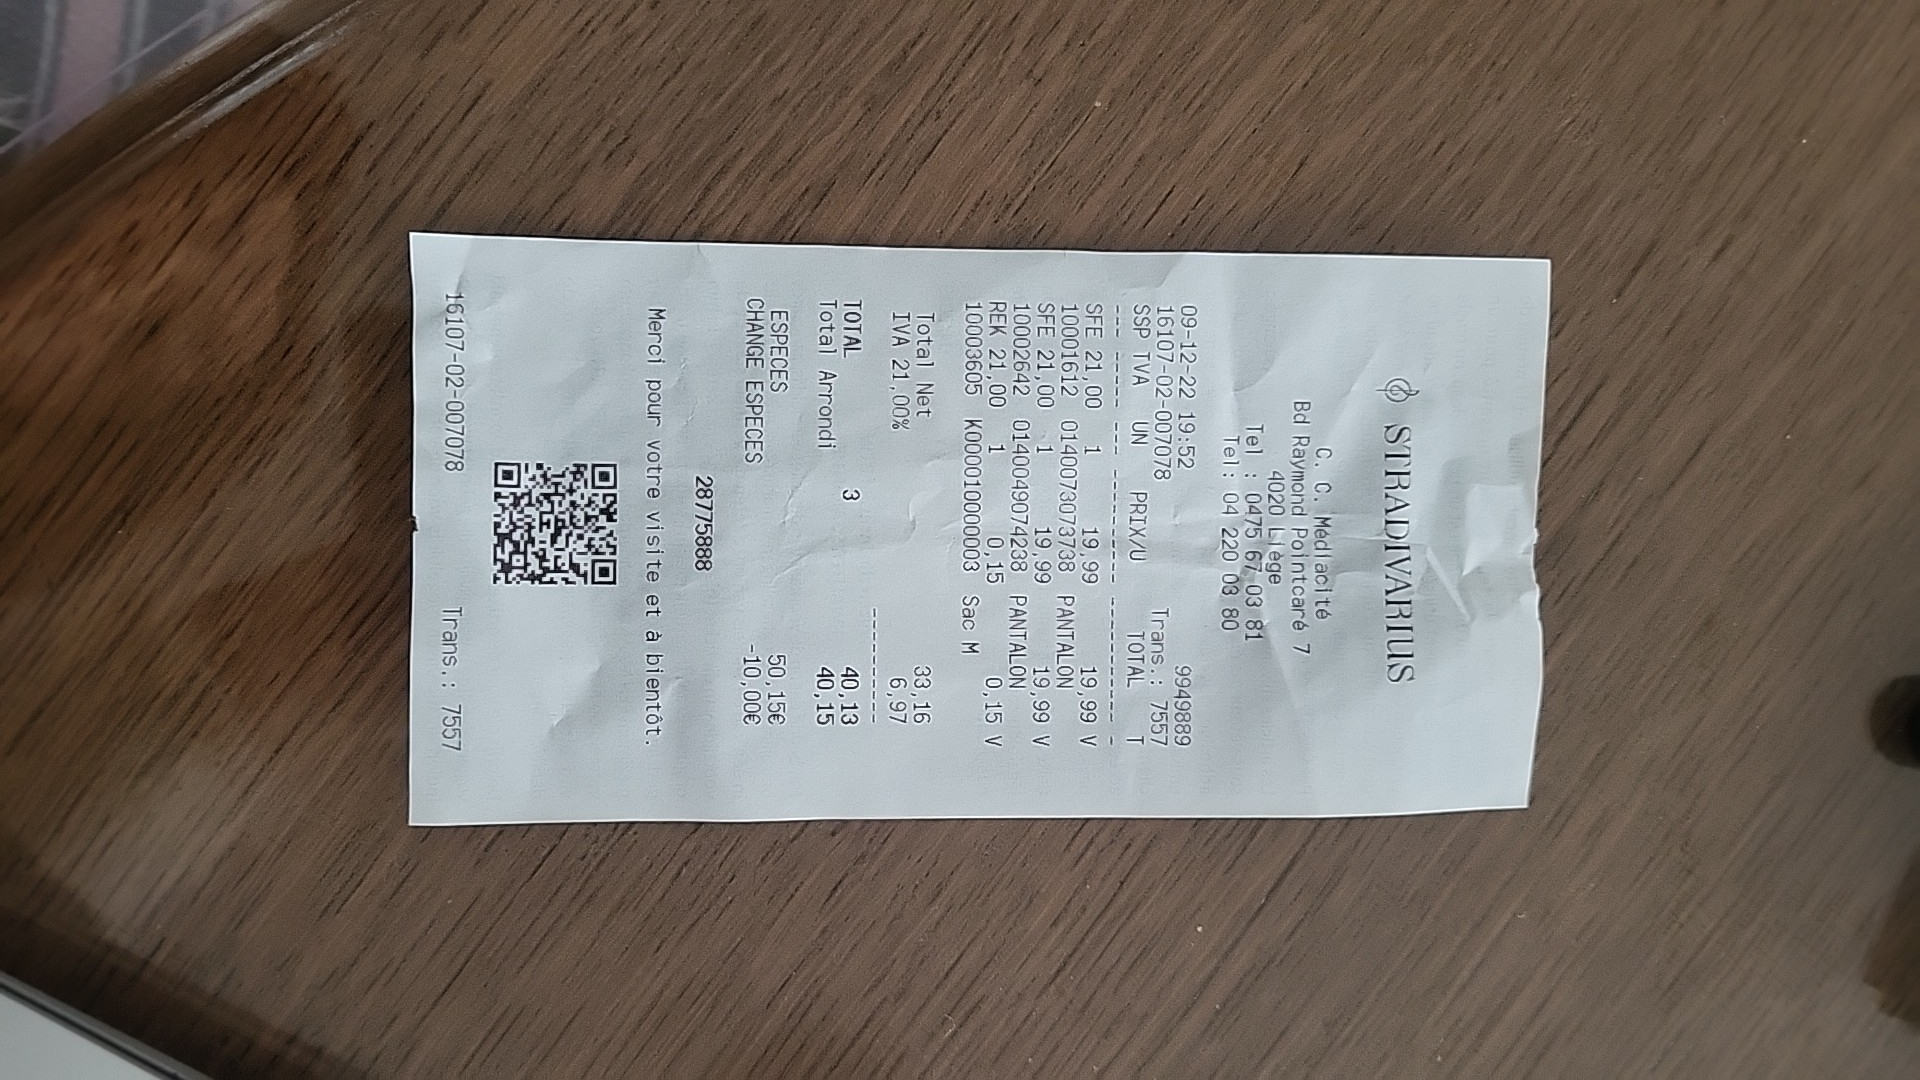 STRADIVARIUS
C. C. Médiacité
Bd Raymond Pointcaré 7
4020 Liège
Tel : 0475 67 03 81
Tel: 04 220 03 80
09-12-22 19:52 9949889
16107-02-007078 Trans.: 7557
SSP TVA UN PRIX/U TOTAL T
--- ----- --- --------- --------- -
SFE 21,00 1 19,99 19,99 V
10001612 0140073073738 PANTALON
SFE 21,00 1 19,99 19,99 V
10002642 0140049074238 PANTALON
REK 21,00 1 0,15 0,15 V
10003605 K0000100000003 Sac M
Total Net 33,16
IVA 21,00% 6,97
----------
TOTAL 3 40,13
Total Arrondi 40,15
ESPECES 50,15€
CHANGE ESPECES -10,00€
28775888
Merci pour votre visite et à bientôt.
16107-02-007078 Trans.: 7557